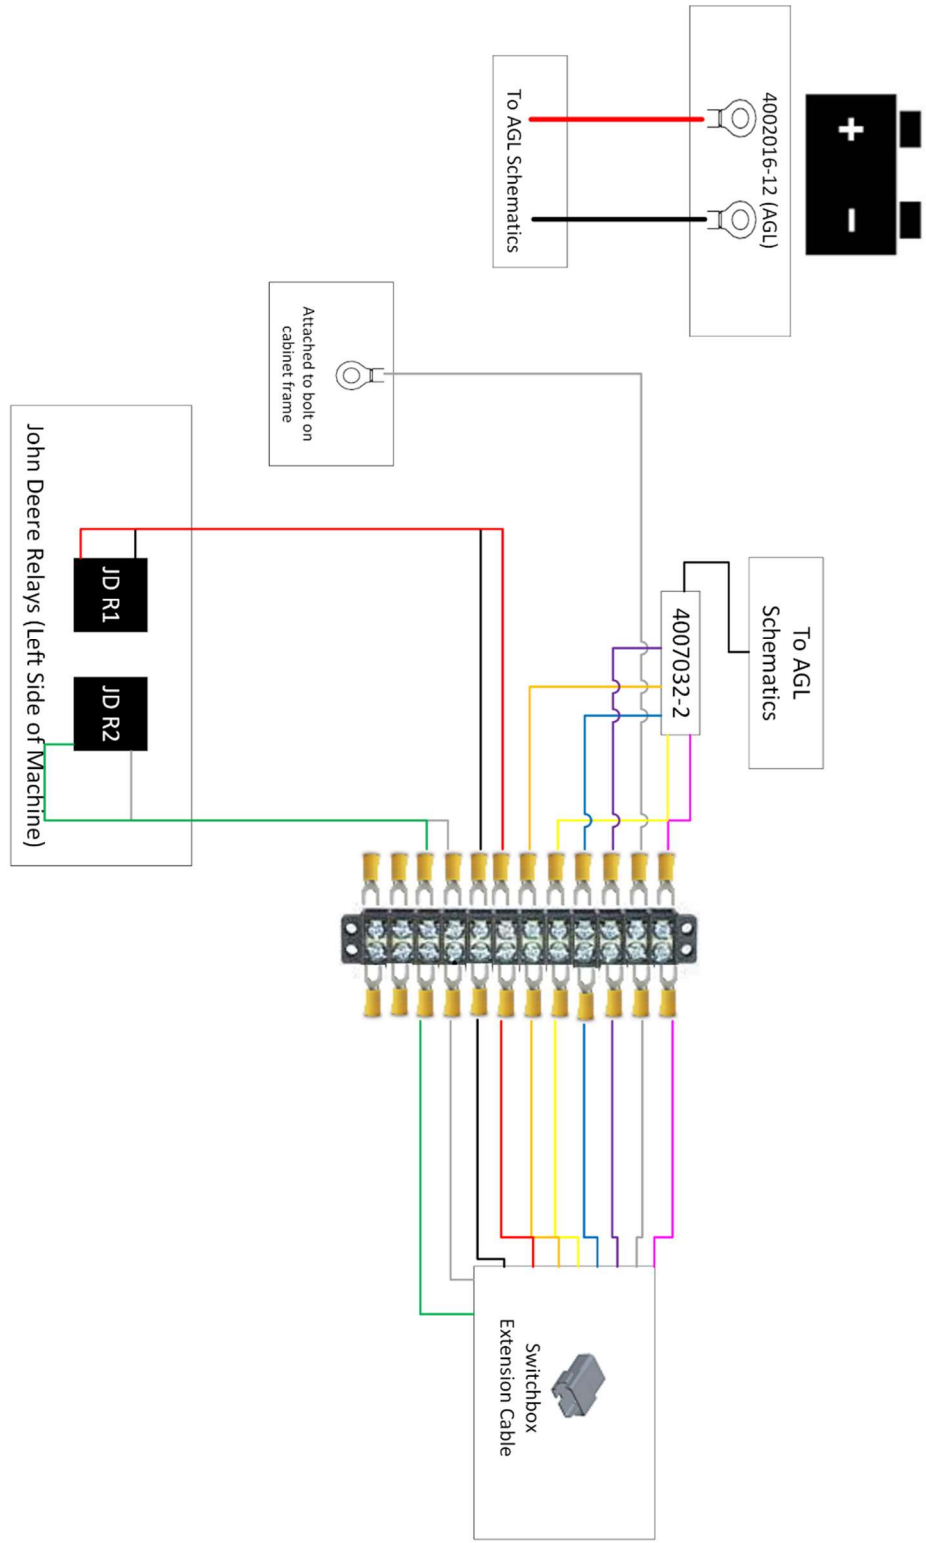 4002016-12 (AGL)
+
−
To AGL Schematics
Attached to bolt on
cabinet frame
To AGL
Schematics
4007032-2
JD R1
JD R2
John Deere Relays (Left Side of Machine)
Switchbox
Extension Cable